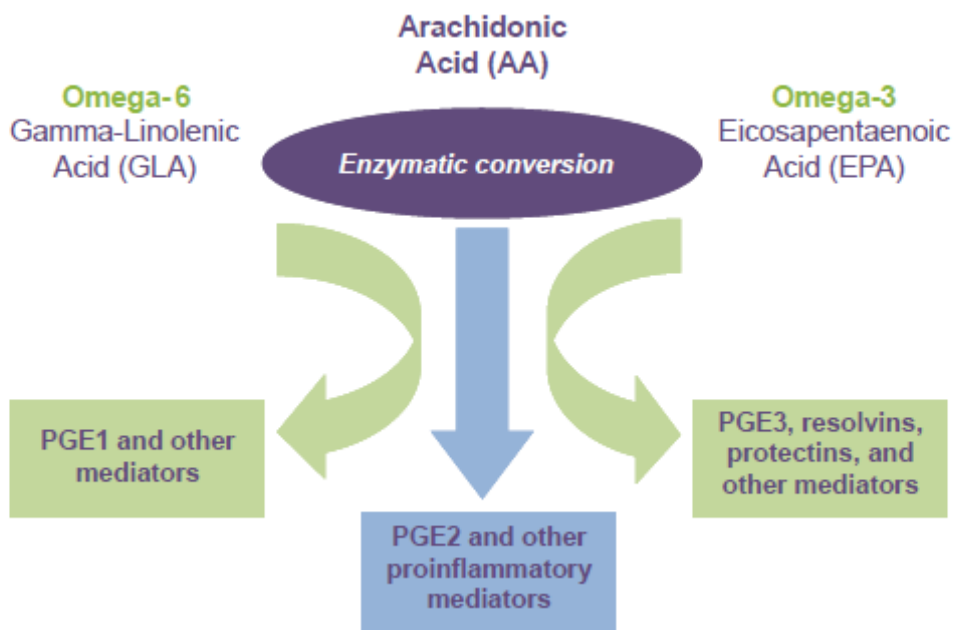 Arachidonic
Acid (AA)
Omega-6
Gamma-Linolenic
Acid (GLA)
Enzymatic conversion
Omega-3
Eicosapentaenoic
Acid (EPA)
PGE1 and other
mediators
PGE2 and other
proinflammatory
mediators
PGE3, resolvins,
protectins, and
other mediators